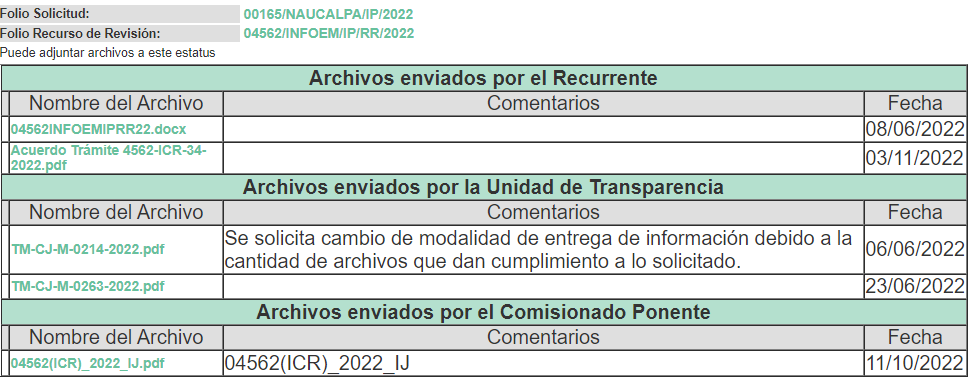 Folio Solicitud: 00165/NAUCALPA/IP/2022
Folio Recurso de Revisión: 04562/INFOEM/IP/RR/2022
Puede adjuntar archivos a este estatus
Archivos enviados por el Recurrente
Nombre del Archivo Comentarios Fecha
04562INFOEMIPRR22.docx 08/06/2022
Acuerdo Trámite 4562-ICR-34-
2022.pdf 03/11/2022
Archivos enviados por la Unidad de Transparencia
Nombre del Archivo Comentarios Fecha
TM-CJ-M-0214-2022.pdf Se solicita cambio de modalidad de entrega de información debido a la
cantidad de archivos que dan cumplimiento a lo solicitado. 06/06/2022
TM-CJ-M-0263-2022.pdf 23/06/2022
Archivos enviados por el Comisionado Ponente
Nombre del Archivo Comentarios Fecha
04562(ICR)_2022_IJ.pdf 04562(ICR)_2022_IJ 11/10/2022